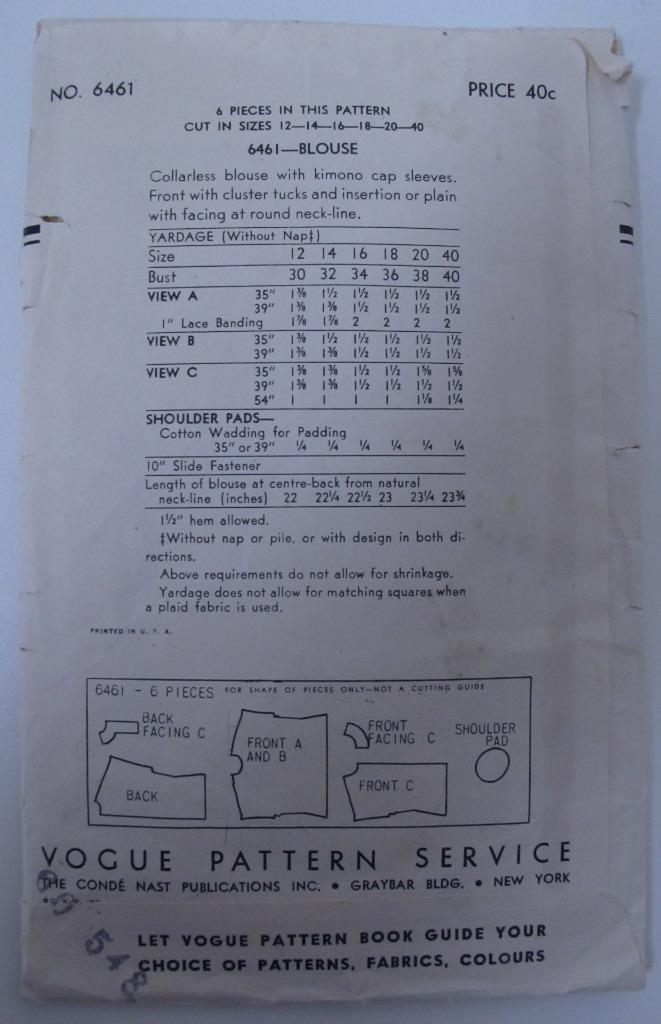 NO. 6461 PRICE 40c
6 PIECES IN THIS PATTERN
CUT IN SIZES 12—14—16—18—20—40
6461—BLOUSE
Collarless blouse with kimono cap sleeves.
Front with cluster tucks and insertion or plain
with facing at round neck-line.
YARDAGE (Without Nap‡)
Size 12 14 16 18 20 40
Bust 30 32 34 36 38 40
VIEW A 35" 1⅜ 1½ 1½ 1½ 1½ 1½
39" 1⅜ 1⅜ 1½ 1½ 1½ 1½
1" Lace Banding 1⅞ 1⅞ 2 2 2 2
VIEW B 35" 1⅜ 1½ 1½ 1½ 1½ 1½
39" 1⅜ 1⅜ 1½ 1½ 1½ 1½
VIEW C 35" 1⅜ 1⅜ 1½ 1½ 1⅝ 1⅝
39" 1⅜ 1⅜ 1½ 1½ 1½ 1½
54" 1 1 1 1 1⅛ 1¼
SHOULDER PADS—
Cotton Wadding for Padding
35" or 39" ¼ ¼ ¼ ¼ ¼ ¼
10" Slide Fastener
Length of blouse at centre-back from natural
neck-line (inches) 22 22¼ 22½ 23 23¼ 23¾
1½" hem allowed.
‡Without nap or pile, or with design in both di-
rections.
Above requirements do not allow for shrinkage.
Yardage does not allow for matching squares when
a plaid fabric is used.
PRINTED IN U. S. A.
6461 - 6 PIECES FOR SHAPE OF PIECES ONLY—NOT A CUTTING GUIDE
BACK
FACING C
FRONT A
AND B
FRONT
FACING C
SHOULDER
PAD
BACK
FRONT C
VOGUE PATTERN SERVICE
THE CONDÉ NAST PUBLICATIONS INC. • GRAYBAR BLDG. • NEW YORK
548
LET VOGUE PATTERN BOOK GUIDE YOUR
CHOICE OF PATTERNS, FABRICS, COLOURS